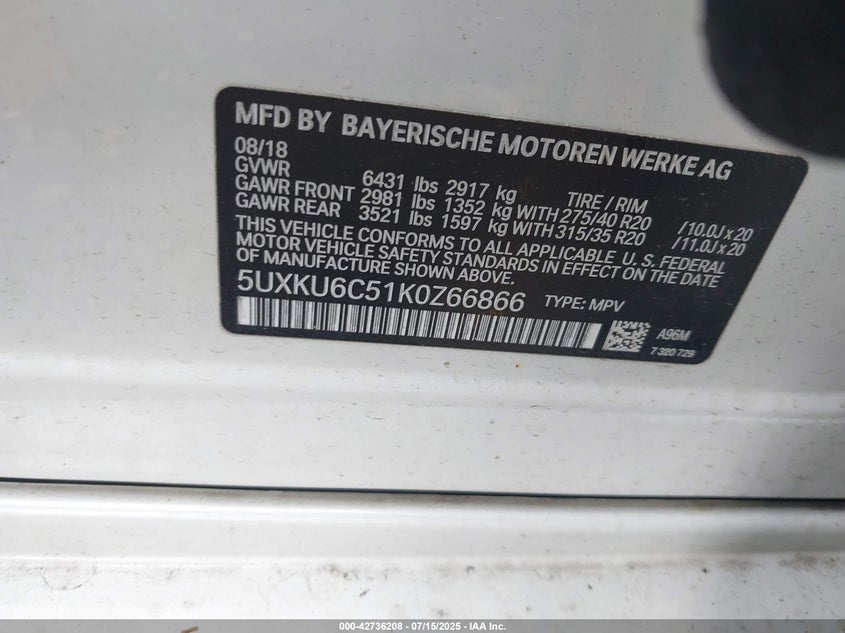 MFD BY BAYERISCHE MOTOREN WERKE AG
08/18
GVWR 6431 lbs 2917 kg TIRE / RIM
GAWR FRONT 2981 lbs 1352 kg WITH 275/40 R20 /10.0J x 20
GAWR REAR 3521 lbs 1597 kg WITH 315/35 R20 /11.0J x 20
THIS VEHICLE CONFORMS TO ALL APPLICABLE U. S. FEDERAL
MOTOR VEHICLE SAFETY STANDARDS IN EFFECT ON THE DATE
OF MANUFACTURE SHOWN ABOVE.
5UXKU6C51K0Z66866 TYPE: MPV
A96M
7 320 729
000-42736208 - 07/15/2025 - IAA Inc.